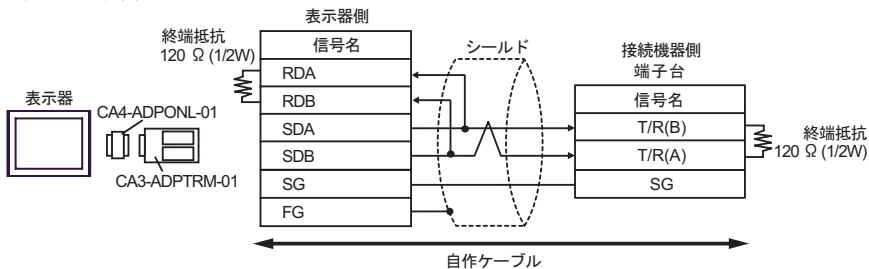 表示器側
終端抵抗
120 Ω (1/2W)
信号名
RDA
RDB
SDA
SDB
SG
FG
シールド
接続機器側
端子台
信号名
T/R(B)
T/R(A)
SG
終端抵抗
120 Ω (1/2W)
表示器
CA4-ADPONL-01
CA3-ADPTRM-01
自作ケーブル